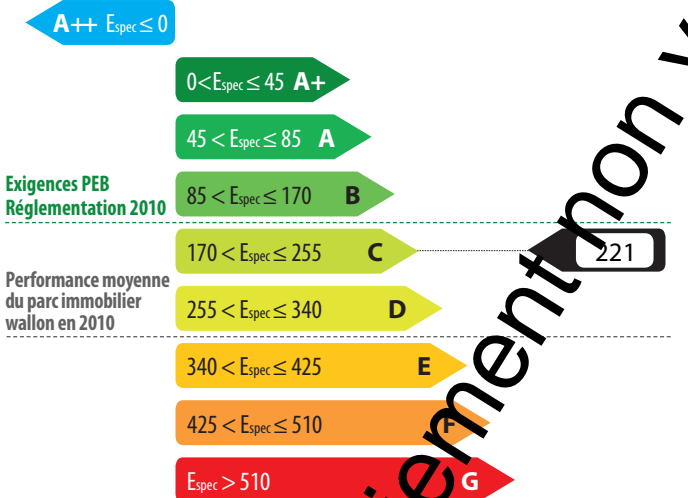 A++ Espec ≤ 0
0 < Espec ≤ 45 A+
45 < Espec ≤ 85 A
Exigences PEB
Réglementation 2010
85 < Espec ≤ 170 B
170 < Espec ≤ 255 C
221
Performance moyenne
du parc immobilier
wallon en 2010
255 < Espec ≤ 340 D
340 < Espec ≤ 425 E
425 < Espec ≤ 510 F
Espec > 510 G
non